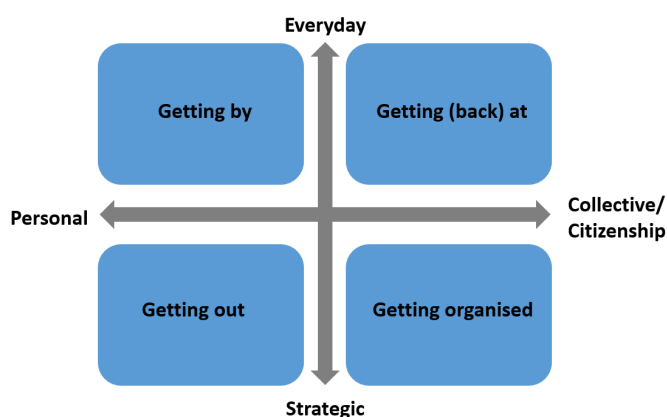 Everyday
Getting by
Getting (back) at
Personal
Collective/
Citizenship
Getting out
Getting organised
Strategic